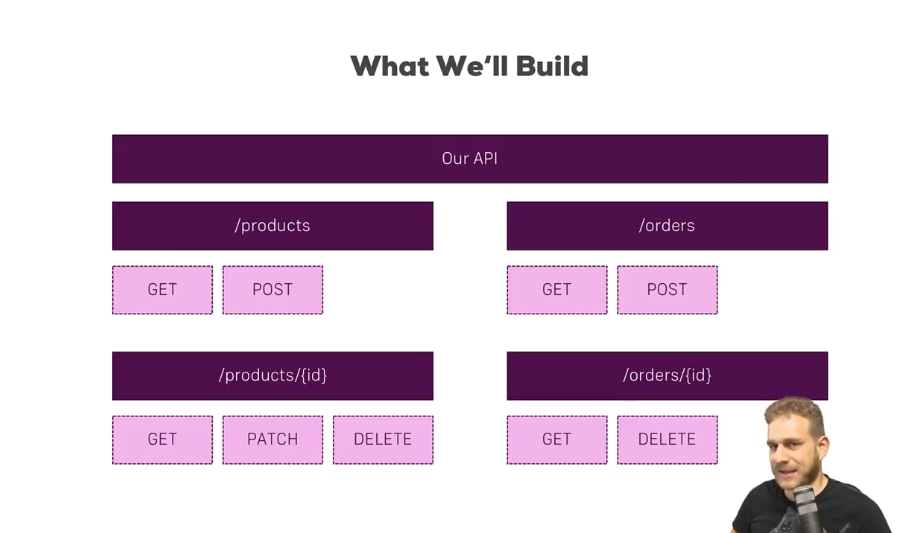 What We‘ll Build
Our API
/products
/orders
GET
POST
GET
POST
/products/{id}
/orders/{id}
GET
PATCH
DELETE
GET
DELETE